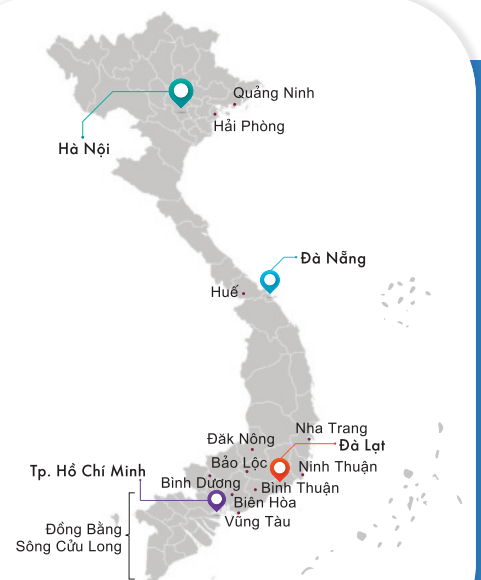 Quảng Ninh
Hải Phòng
Hà Nội
Đà Nẵng
Huế
Nha Trang
Đăk Nông
Đà Lạt
Bảo Lộc
Ninh Thuận
Tp. Hồ Chí Minh
Bình Dương
Bình Thuận
Biên Hòa
Vũng Tàu
Đồng Bằng
Sông Cửu Long